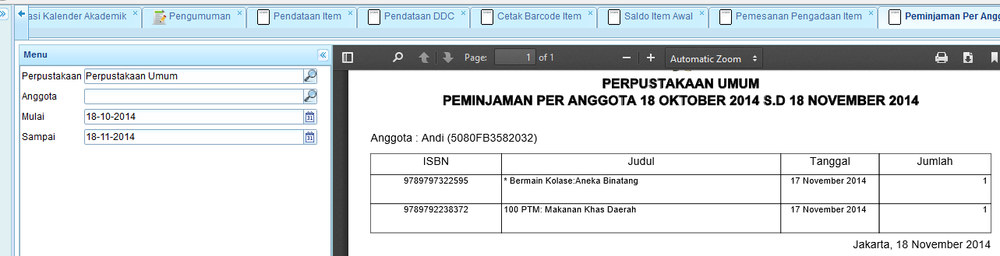 asi Kalender Akademik Pengumuman Pendataan Item Pendataan DDC Cetak Barcode Item Saldo Item Awal Pemesanan Pengadaan Item Peminjaman Per Angg
Menu
Page: 1 of 1 Automatic Zoom
Perpustakaan Perpustakaan Umum
Anggota
Mulai 18-10-2014 31
Sampai 18-11-2014 31
PERPUSTAKAAN UMUM
PEMINJAMAN PER ANGGOTA 18 OKTOBER 2014 S.D 18 NOVEMBER 2014
Anggota : Andi (5080FB3582032)
ISBN Judul Tanggal Jumlah
9789797322595 * Bermain Kolase:Aneka Binatang 17 November 2014 1
9789792238372 100 PTM: Makanan Khas Daerah 17 November 2014 1
Jakarta, 18 November 2014